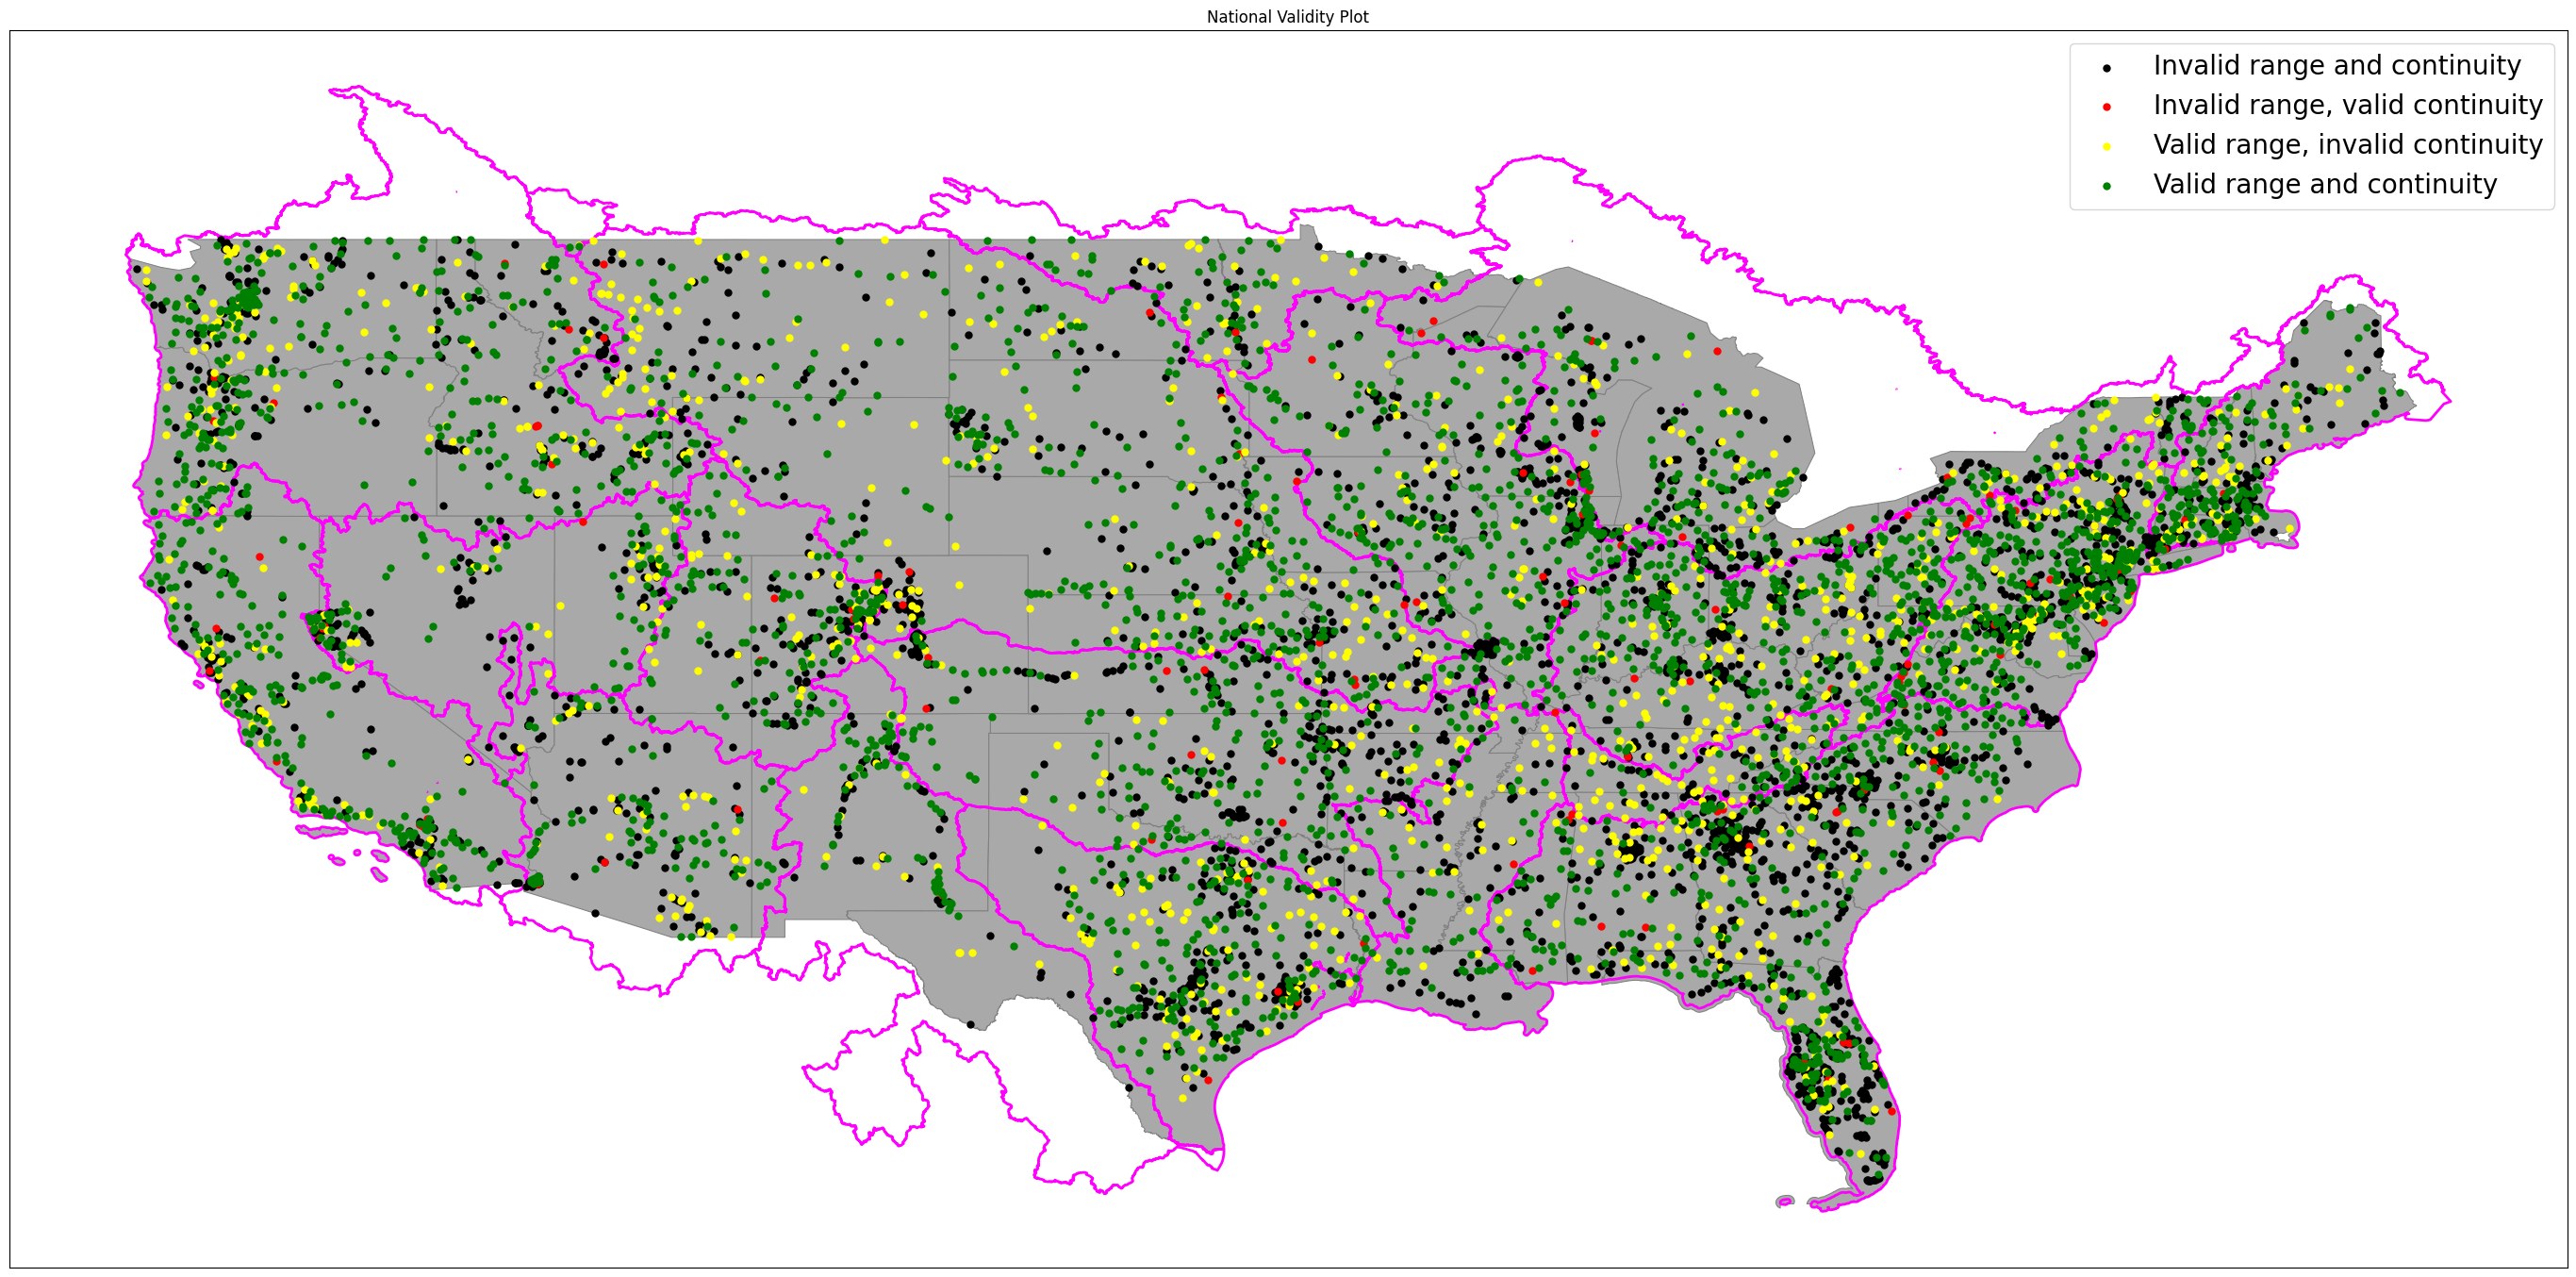 National Validity Plot
Invalid range and continuity
Invalid range, valid continuity
Valid range, invalid continuity
Valid range and continuity